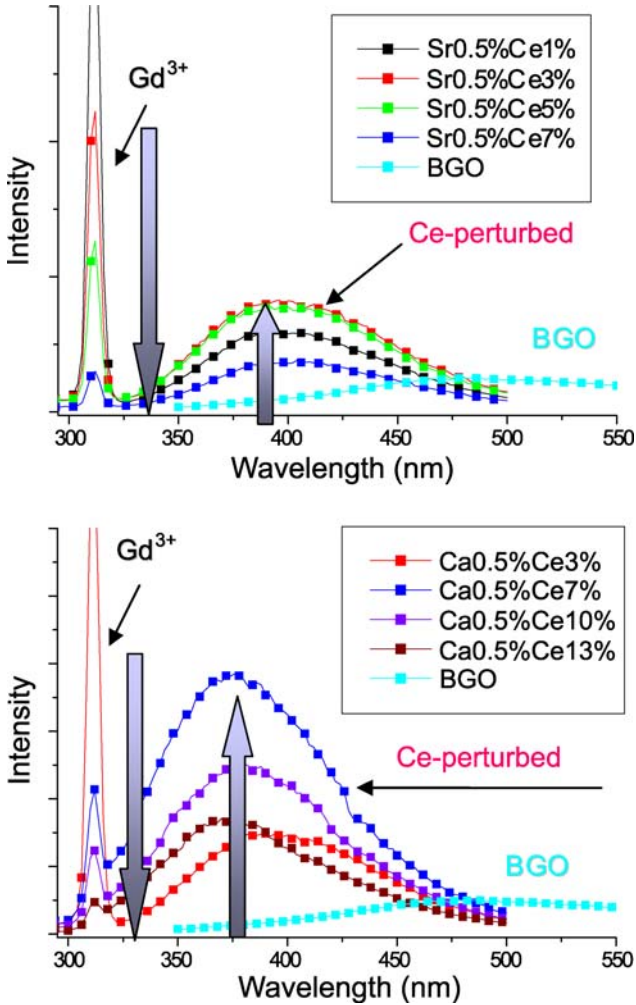 Sr0.5%Ce1%
Sr0.5%Ce3%
Sr0.5%Ce5%
Sr0.5%Ce7%
BGO
Gd³⁺
Ce-perturbed
BGO
Intensity
300 350 400 450 500 550
Wavelength (nm)
Ca0.5%Ce3%
Ca0.5%Ce7%
Ca0.5%Ce10%
Ca0.5%Ce13%
BGO
Gd³⁺
Ce-perturbed
BGO
Intensity
300 350 400 450 500 550
Wavelength (nm)